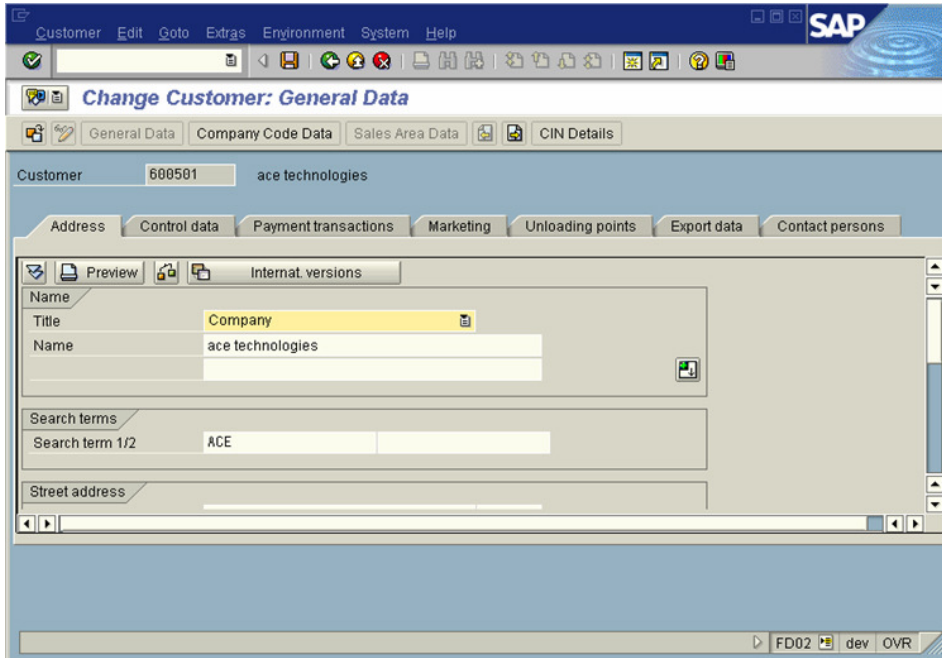 Customer Edit Goto Extras Environment System Help
SAP
Change Customer: General Data
General Data Company Code Data Sales Area Data CIN Details
Customer 600501 ace technologies
Address Control data Payment transactions Marketing Unloading points Export data Contact persons
Preview Internat. versions
Name
Title Company
Name ace technologies
Search terms
Search term 1/2 ACE
Street address
FD02 dev OVR